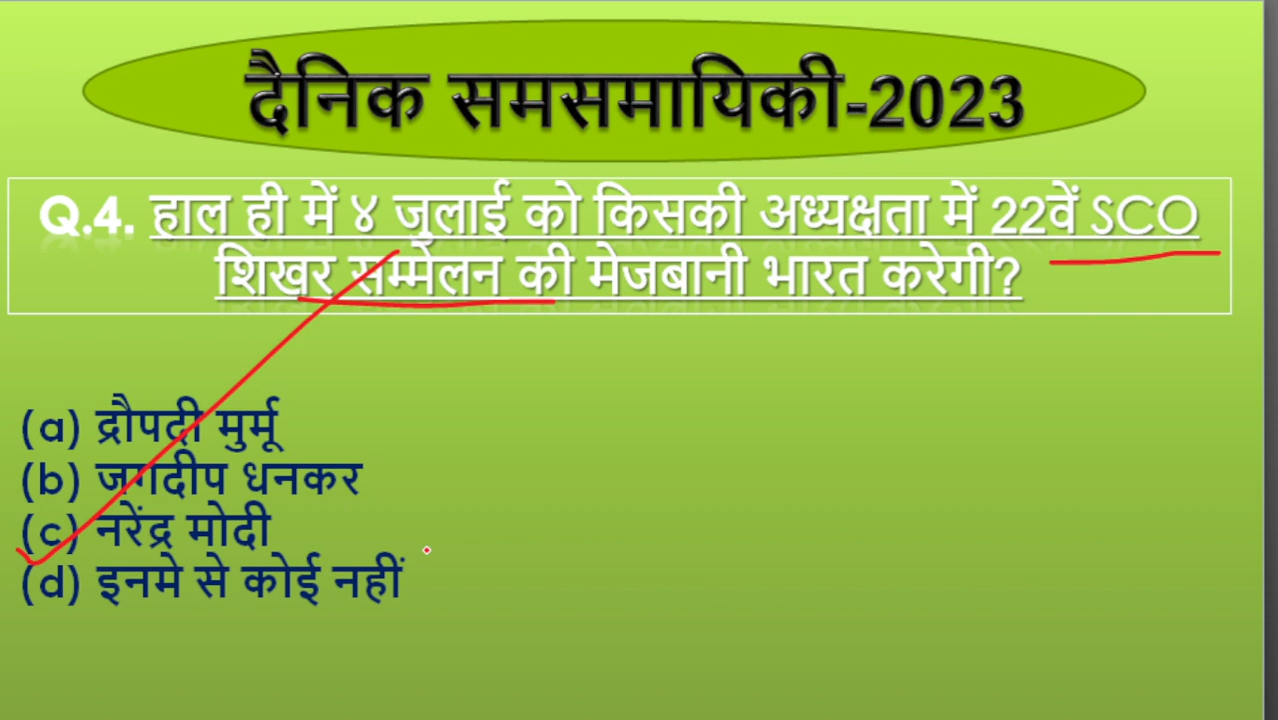 दैनिक समसमायिकी-2023
Q.4. हाल ही में ४ जुलाई को किसकी अध्यक्षता में 22वें SCO
शिखर सम्मेलन की मेजबानी भारत करेगी?
(a) द्रौपदी मुर्मू
(b) जगदीप धनकर
(c) नरेंद्र मोदी
(d) इनमे से कोई नहीं